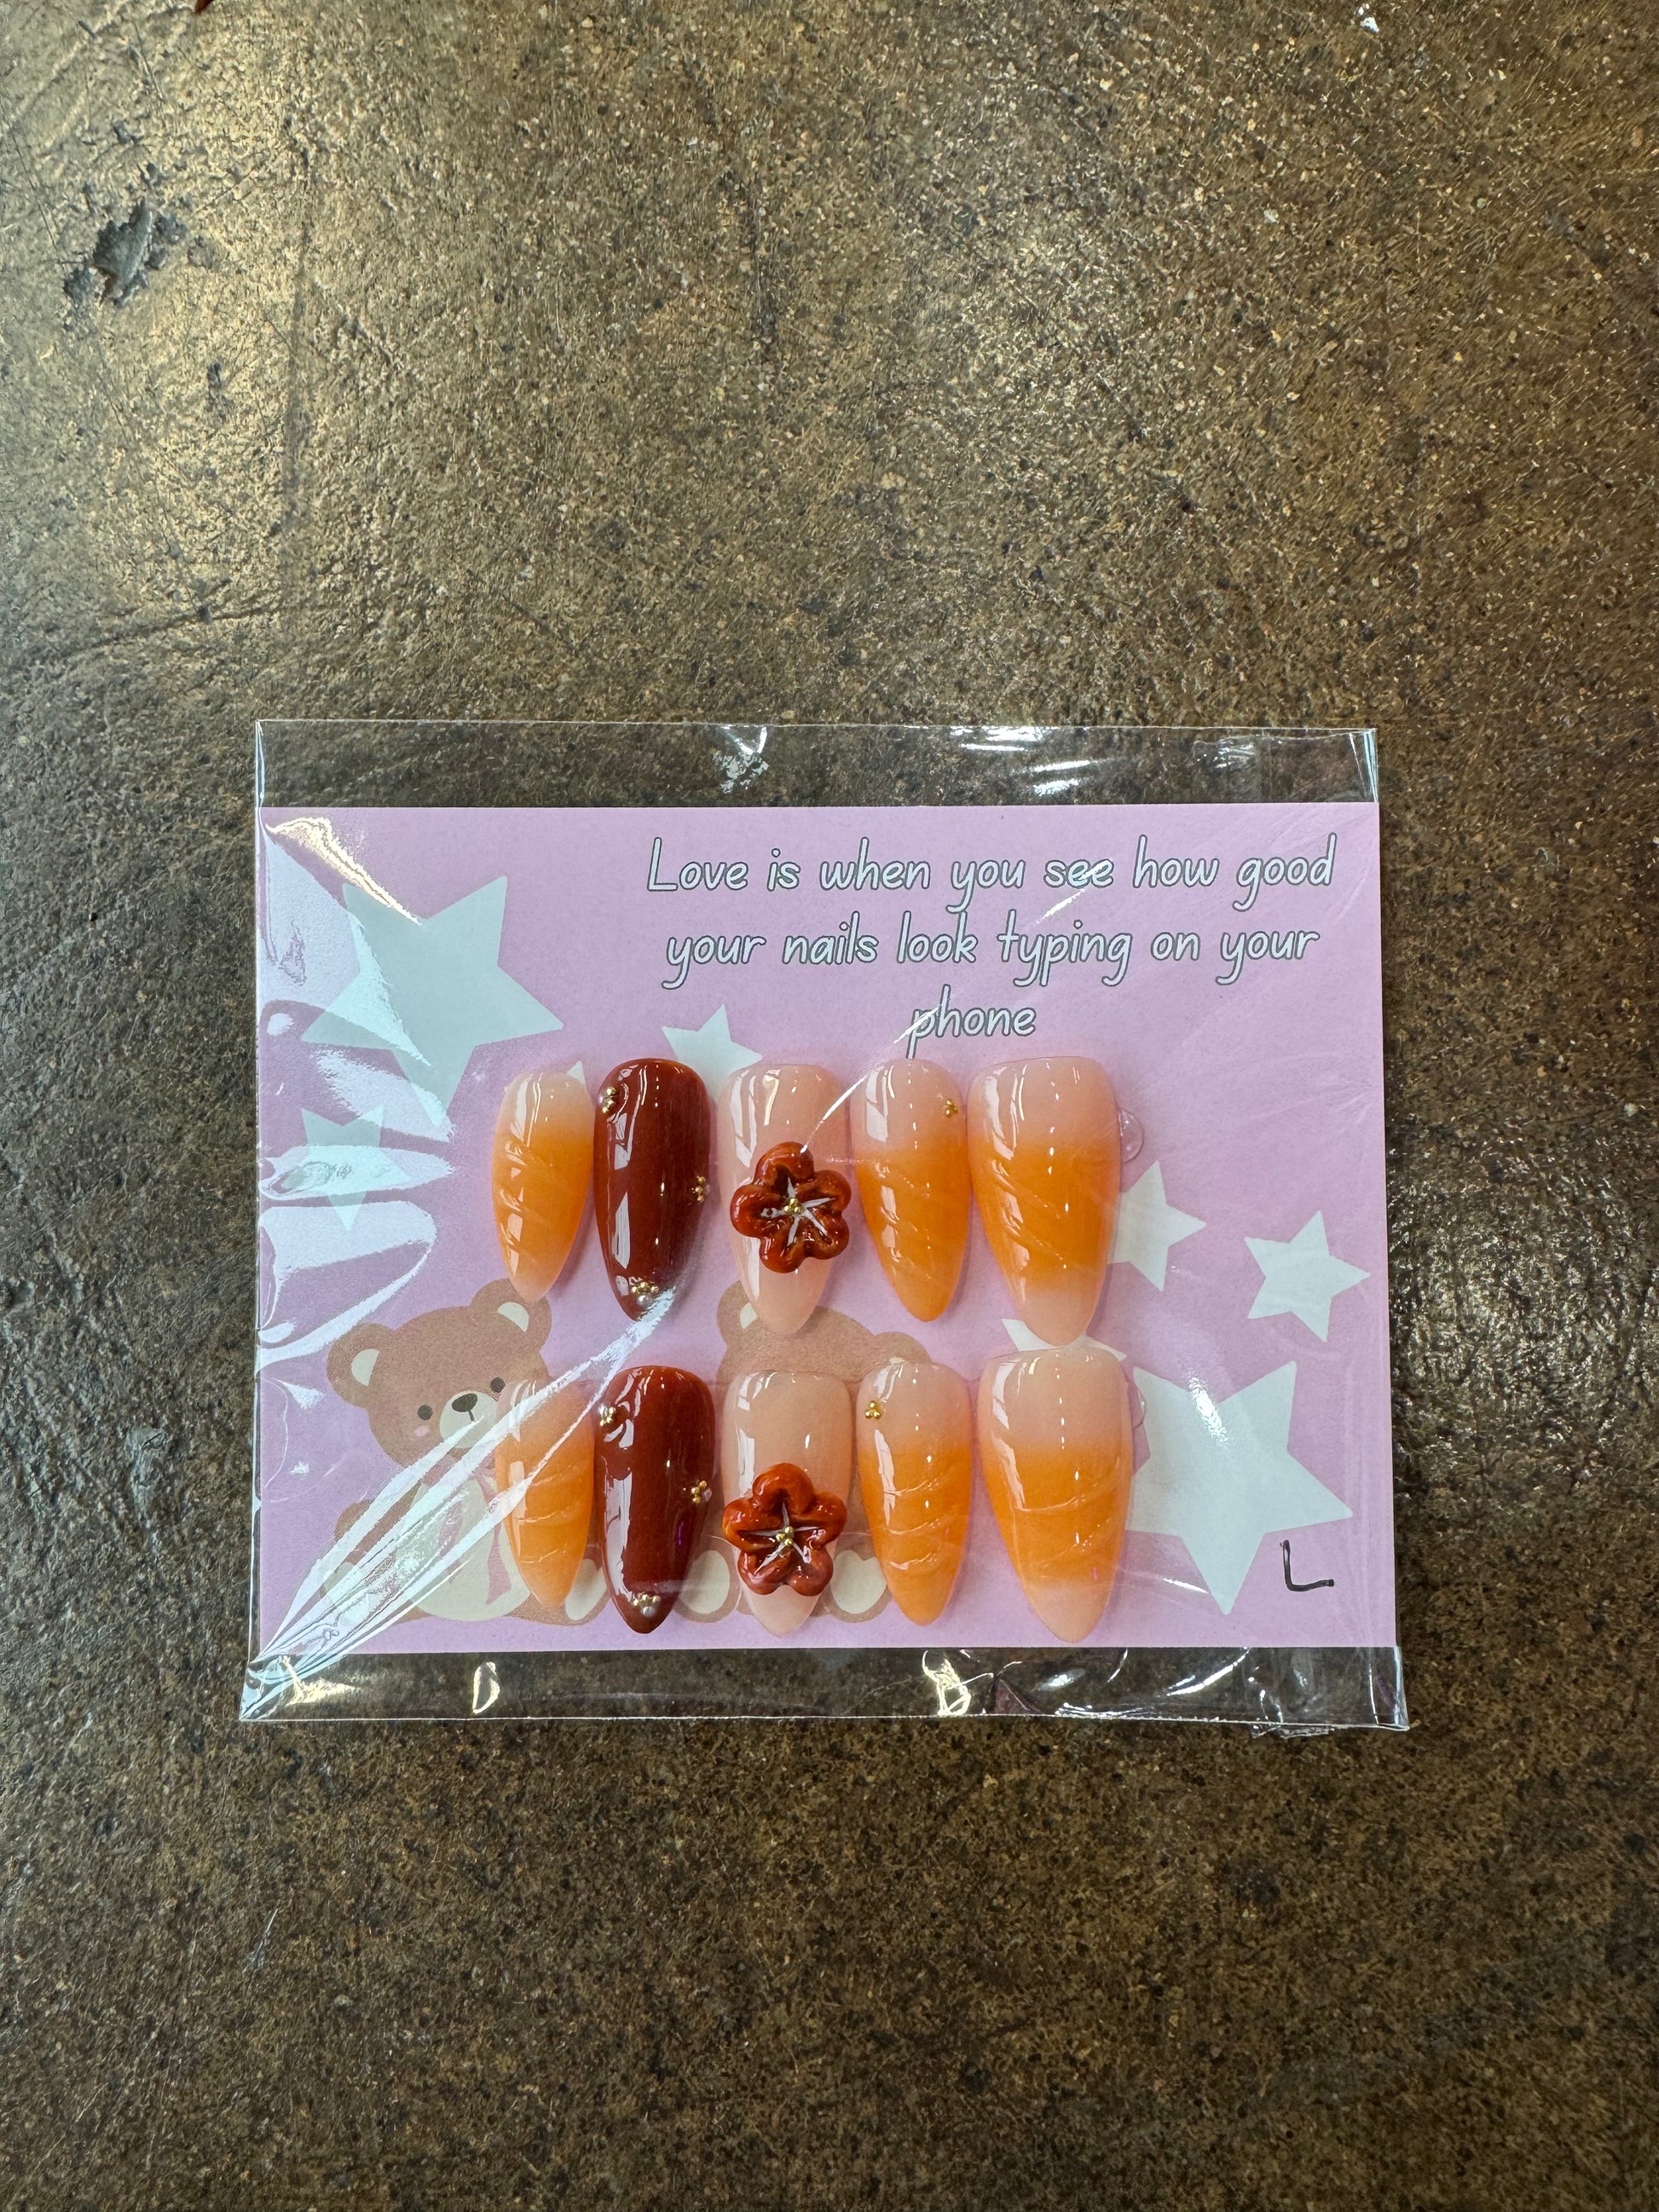 Love is when you see how good
your nails look typing on your
phone
L